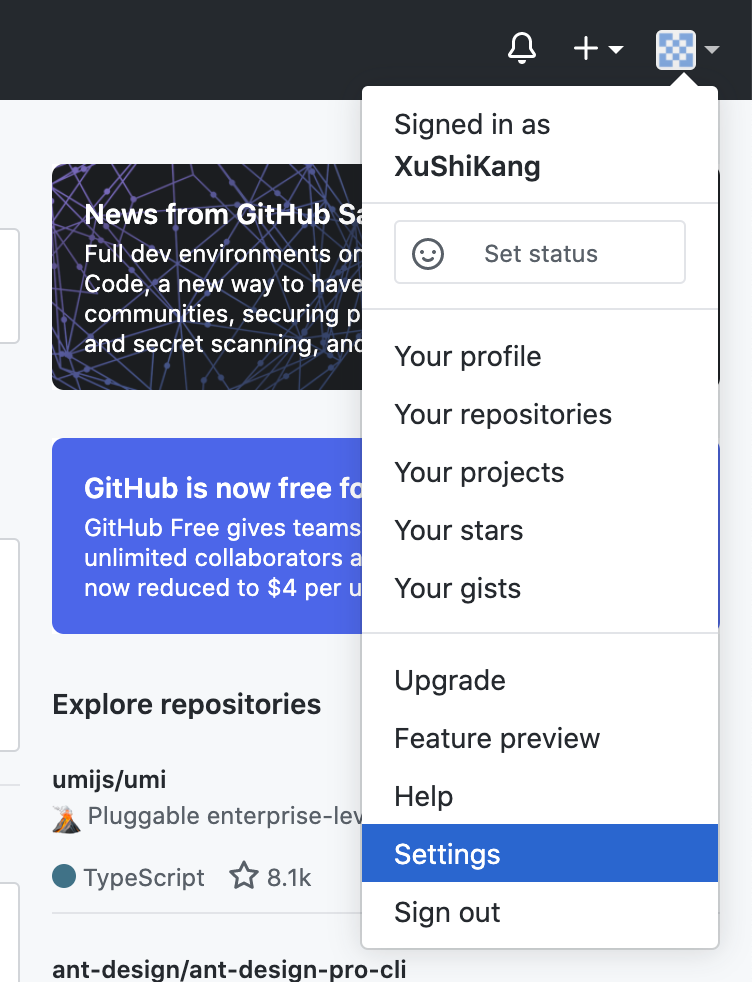 Signed in as
XuShiKang
Set status
Your profile
Your repositories
Your projects
Your stars
Your gists
Upgrade
Feature preview
Help
Settings
Sign out
News from GitHub Sa
Full dev environments on
Code, a new way to have
communities, securing p
and secret scanning, and
GitHub is now free fo
GitHub Free gives teams
unlimited collaborators a
now reduced to $4 per u
Explore repositories
umijs/umi
🌋 Pluggable enterprise-lev
TypeScript 8.1k
ant-design/ant-design-pro-cli